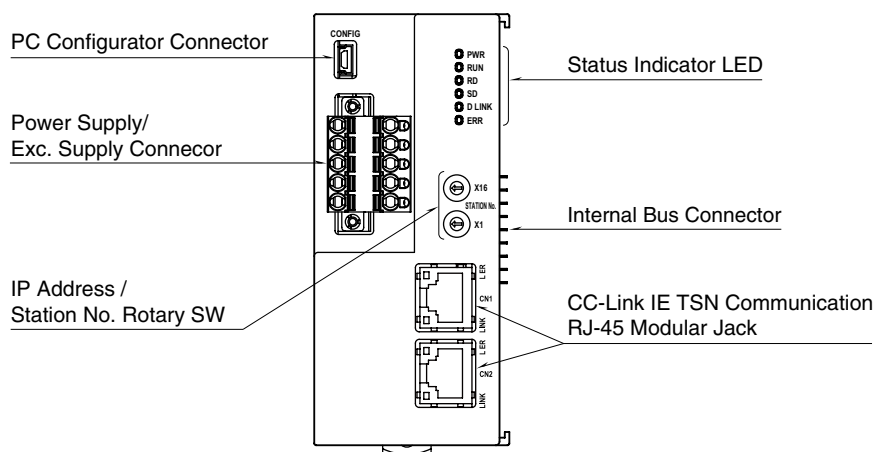 PC Configurator Connector
CONFIG
PWR
RUN
RD
SD
D LINK
ERR
Status Indicator LED
Power Supply/
Exc. Supply Connecor
X16
STATION No.
X1
Internal Bus Connector
IP Address /
Station No. Rotary SW
L ER
CN1
LINK
CC-Link IE TSN Communication
RJ-45 Modular Jack
L ER
CN2
LINK